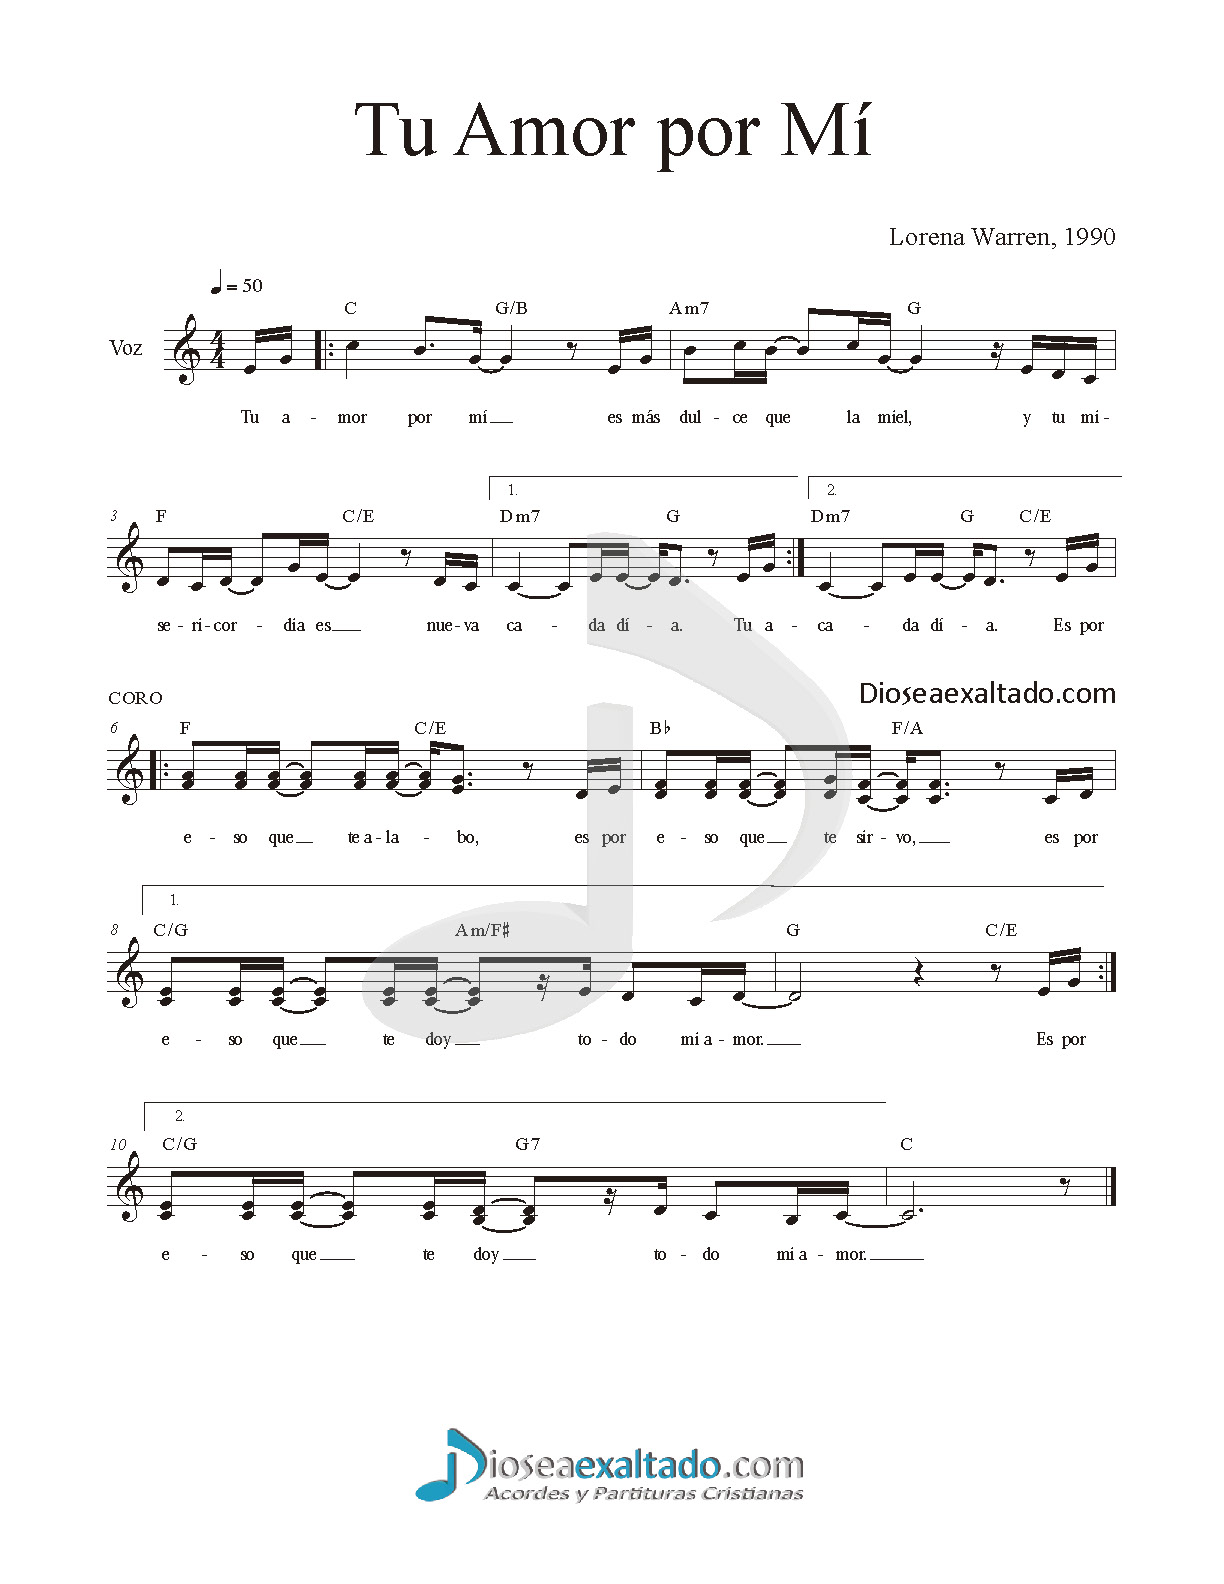 Tu Amor por Mí
Lorena Warren, 1990
= 50
C G/B Am7 G
Voz
4
4
Tu a - mor por mí es más dul - ce que la miel, y tu mi-
1. 2.
3 F C/E Dm7 G Dm7 G C/E
se - ri - cor - dia es nue - va ca - da dí - a. Tu a - ca - da dí - a. Es por
CORO Dioseaexaltado.com
6 F C/E B♭ F/A
e - so que te a - la - bo, es por e - so que te sir - vo, es por
1.
8 C/G Am/F♯ G C/E
e - so que te doy to - do mi a - mor. Es por
2.
10 C/G G7 C
e - so que te doy to - do mi a - mor.
Dioseaexaltado.com
Acordes y Partituras Cristianas